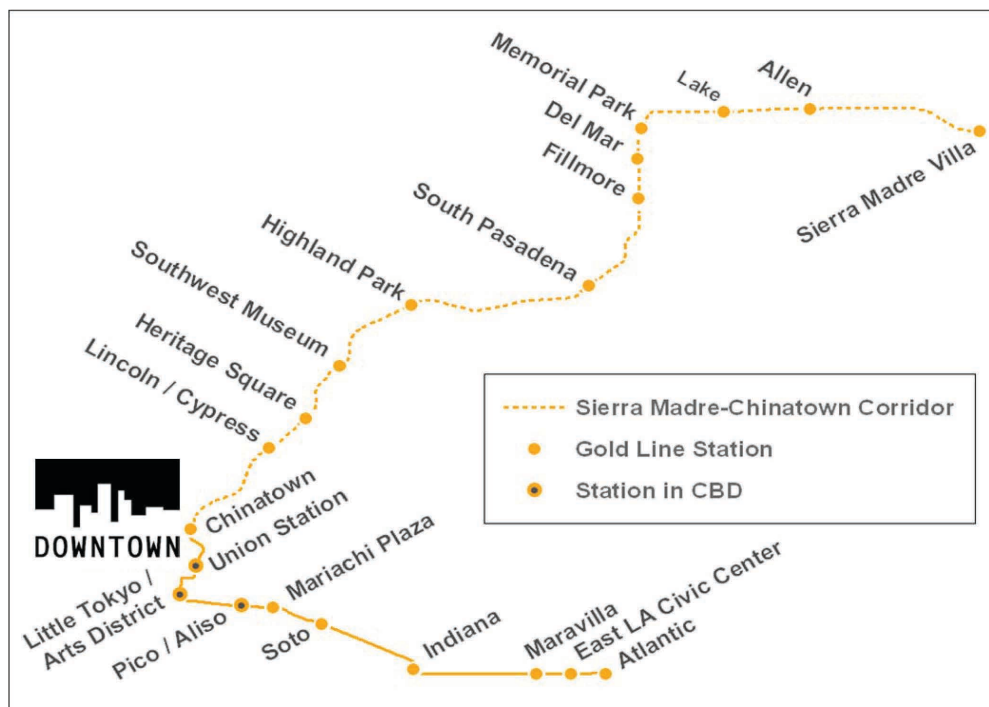 Memorial Park
Lake
Allen
Del Mar
Fillmore
Sierra Madre Villa
South Pasadena
Highland Park
Southwest Museum
Heritage Square
Lincoln / Cypress
Sierra Madre-Chinatown Corridor
Gold Line Station
Station in CBD
DOWNTOWN
Chinatown
Union Station
Little Tokyo /
Arts District
Pico / Aliso
Mariachi Plaza
Soto
Indiana
Maravilla
East LA Civic Center
Atlantic